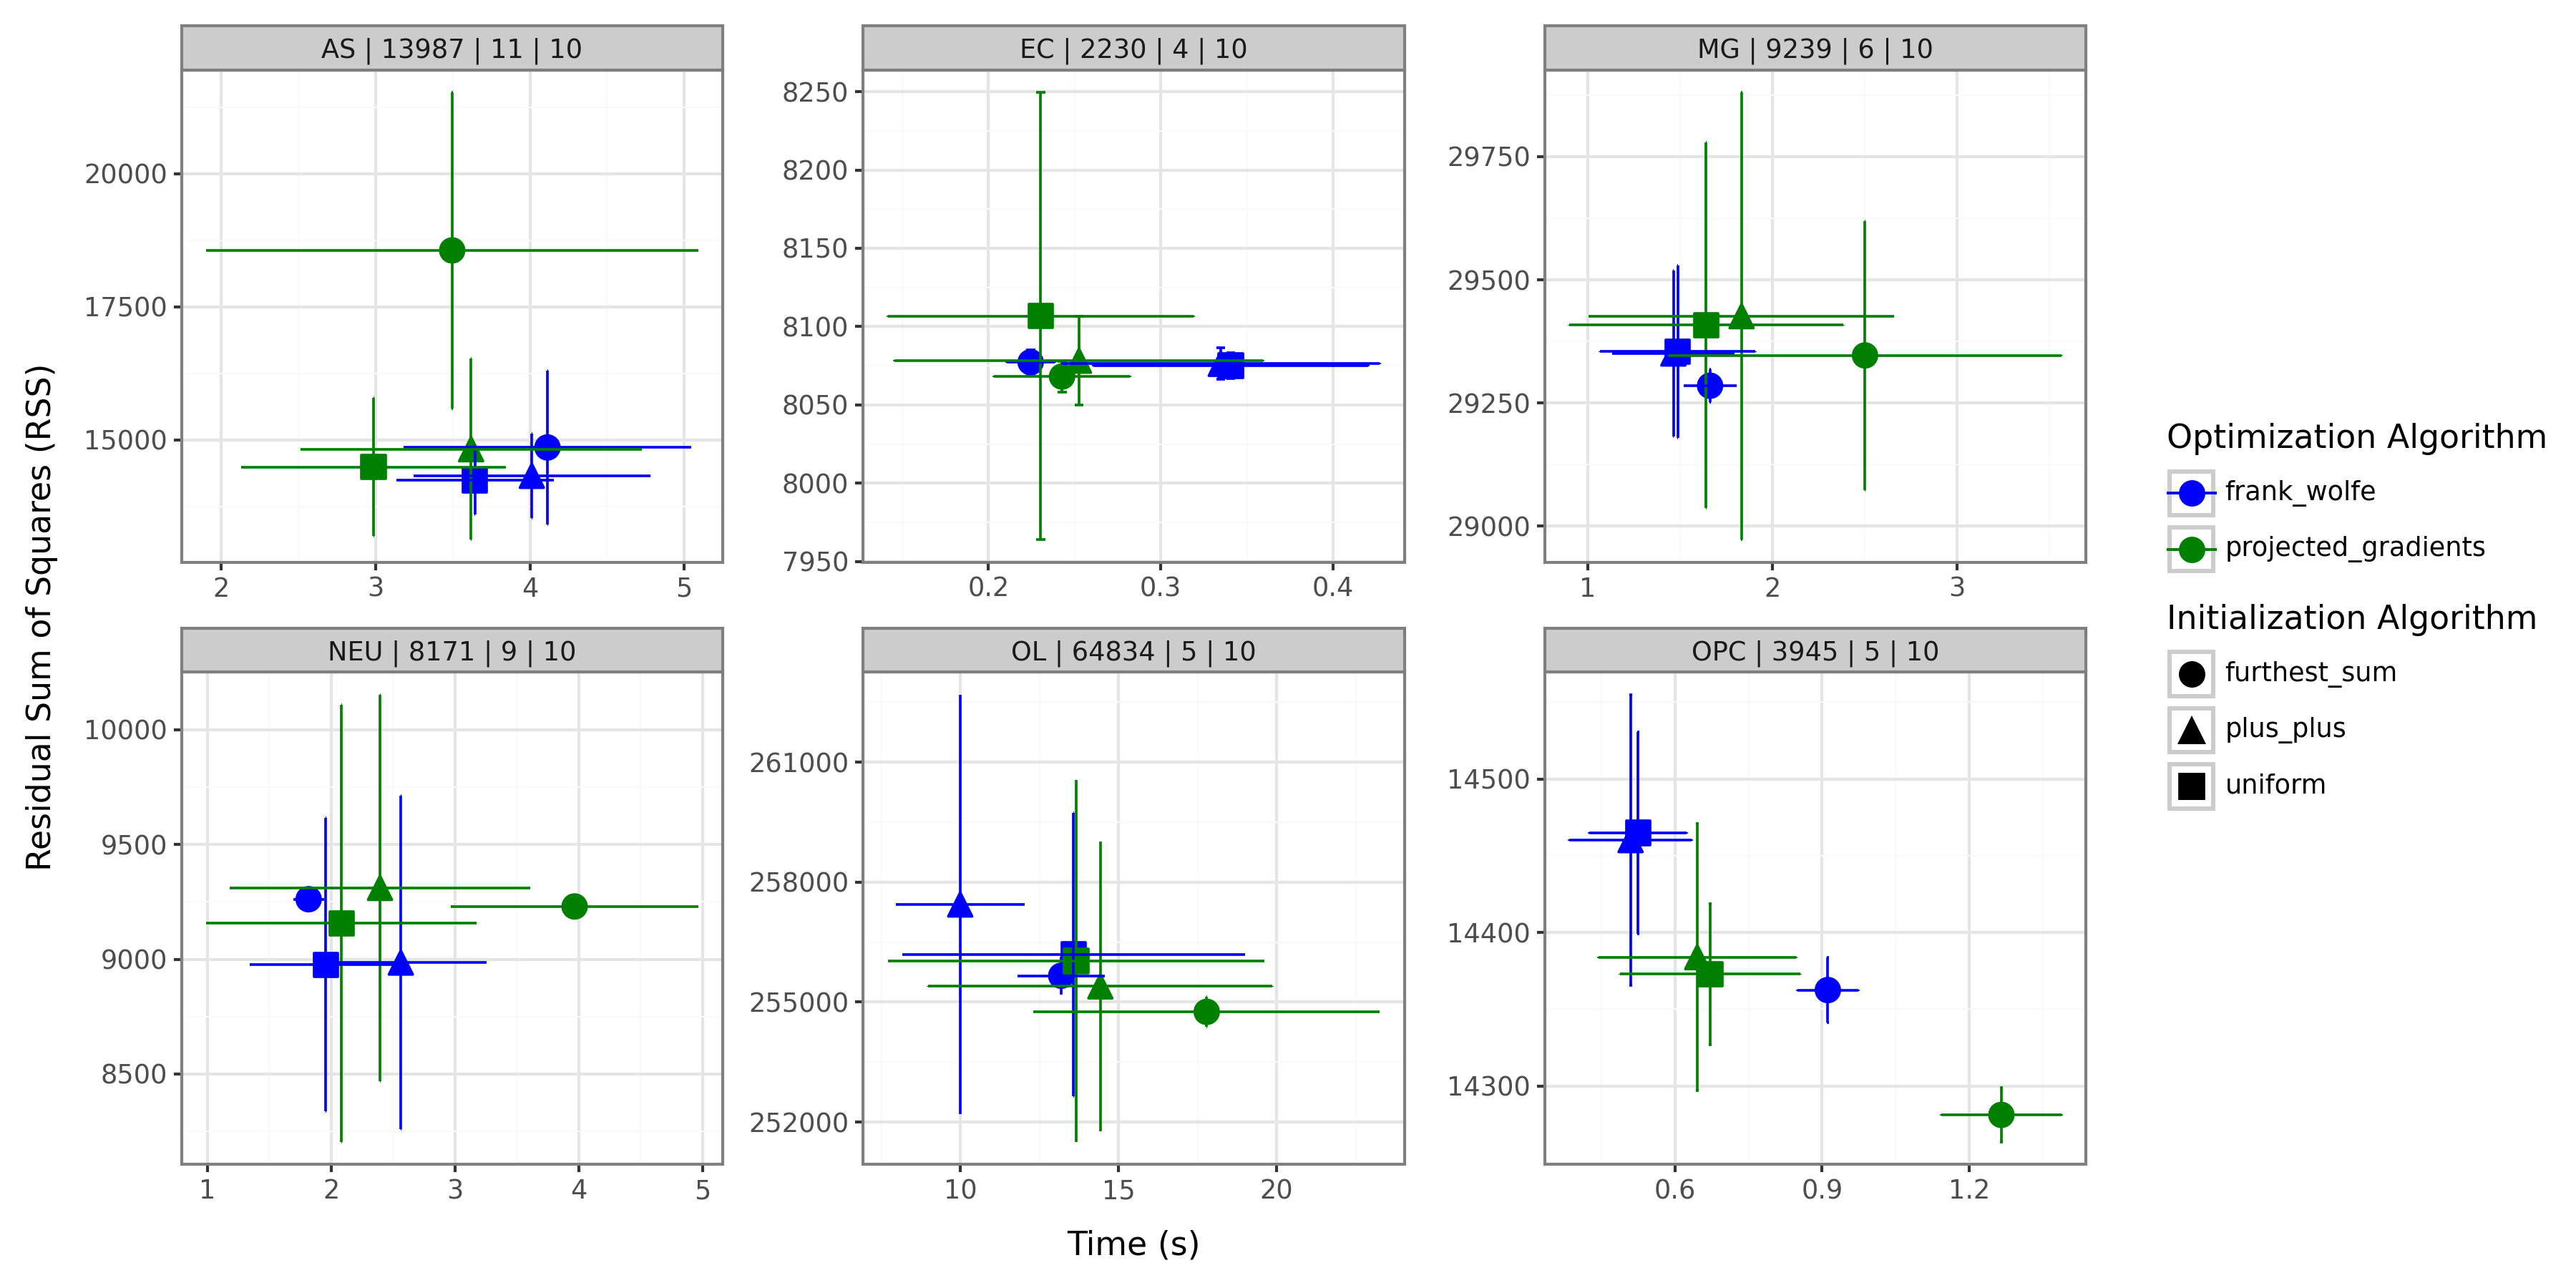 AS | 13987 | 11 | 10
EC | 2230 | 4 | 10
MG | 9239 | 6 | 10
20000
17500
15000
2 3 4 5
8250
8200
8150
8100
8050
8000
7950
0.2 0.3 0.4
29750
29500
29250
29000
1 2 3
NEU | 8171 | 9 | 10
OL | 64834 | 5 | 10
OPC | 3945 | 5 | 10
10000
9500
9000
8500
1 2 3 4 5
261000
258000
255000
252000
10 15 20
14500
14400
14300
0.6 0.9 1.2
Residual Sum of Squares (RSS)
Time (s)
Optimization Algorithm
frank_wolfe
projected_gradients
Initialization Algorithm
furthest_sum
plus_plus
uniform